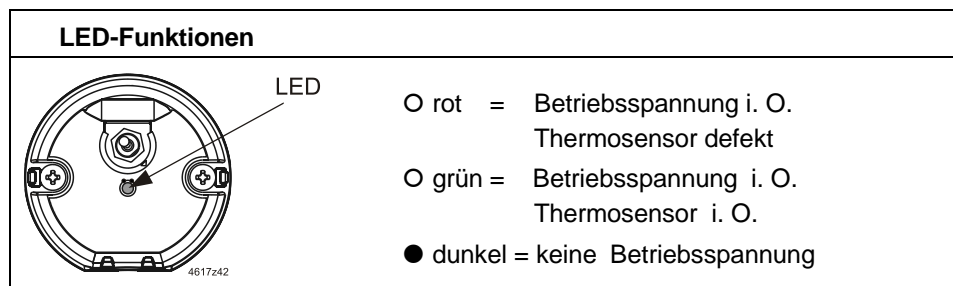 LED-Funktionen
LED
4617z42
O rot = Betriebsspannung i. O.
Thermosensor defekt
O grün = Betriebsspannung i. O.
Thermosensor i. O.
● dunkel = keine Betriebsspannung